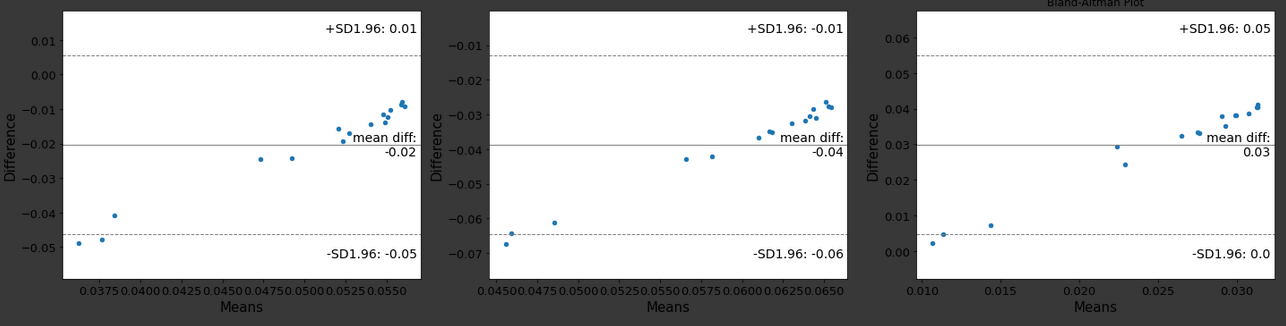 Bland-Altman Plot
+SD1.96: 0.01
mean diff:
-0.02
-SD1.96: -0.05
0.01
0.00
−0.01
−0.02
−0.03
−0.04
−0.05
Difference
0.0375 0.0400 0.0425 0.0450 0.0475 0.0500 0.0525 0.0550
Means
+SD1.96: -0.01
mean diff:
-0.04
-SD1.96: -0.06
−0.01
−0.02
−0.03
−0.04
−0.05
−0.06
−0.07
Difference
0.0450 0.0475 0.0500 0.0525 0.0550 0.0575 0.0600 0.0625 0.0650
Means
+SD1.96: 0.05
mean diff:
0.03
-SD1.96: 0.0
0.06
0.05
0.04
0.03
0.02
0.01
0.00
Difference
0.010 0.015 0.020 0.025 0.030
Means